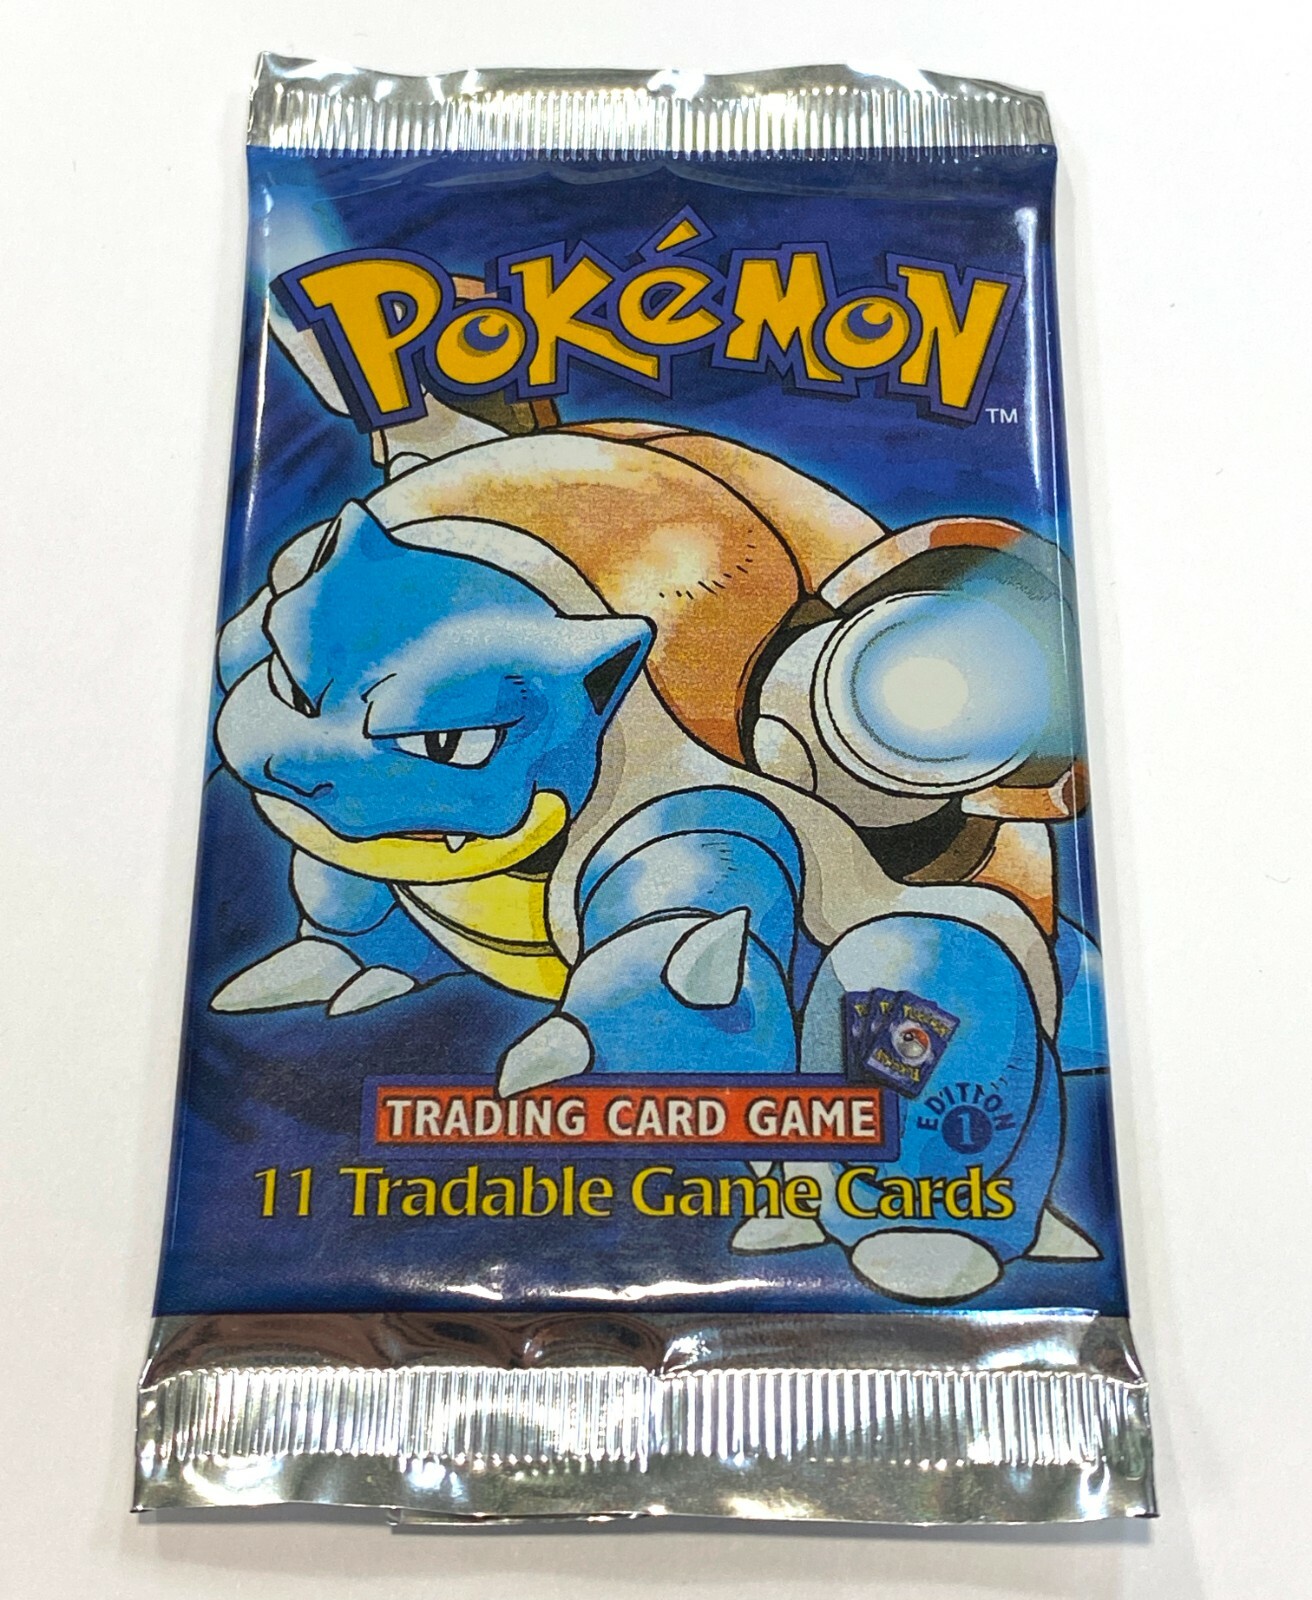 POKéMON
TM
TRADING CARD GAME
EDITION
1
11 Tradable Game Cards